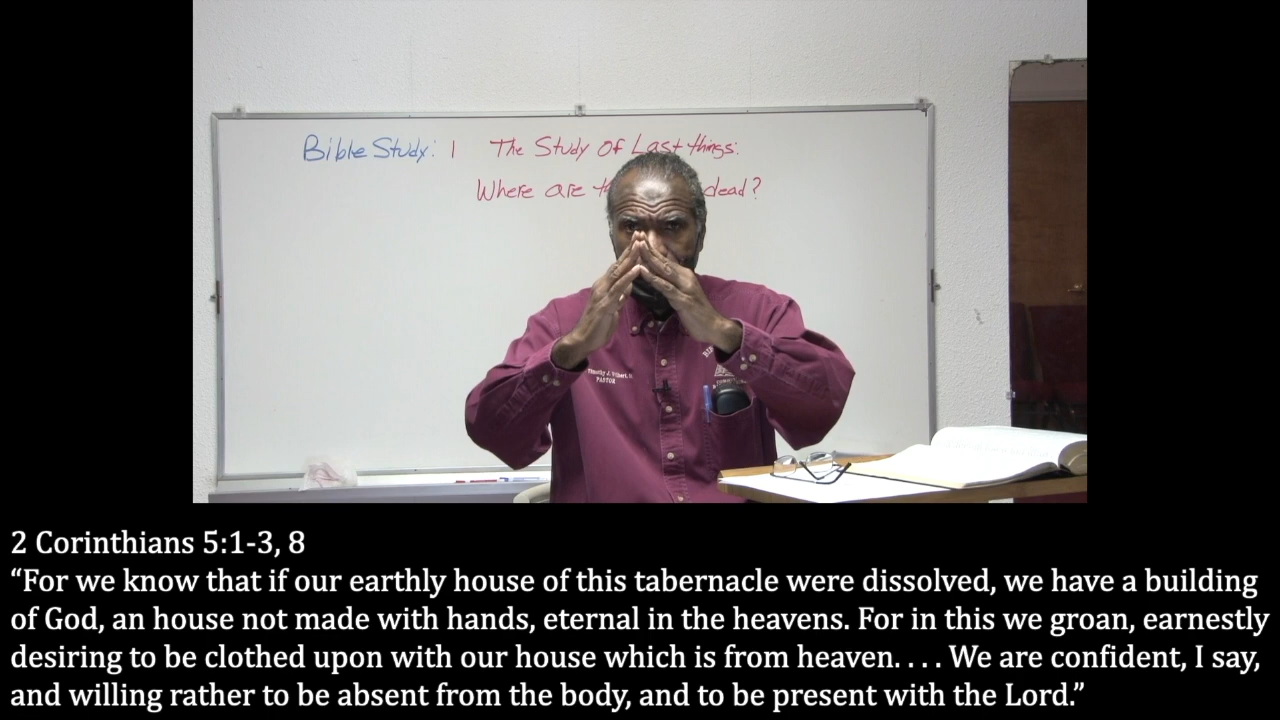 Bible Study: 1 The Study Of Last things:
Where are dead?
PASTOR
2 Corinthians 5:1-3, 8
“For we know that if our earthly house of this tabernacle were dissolved, we have a building
of God, an house not made with hands, eternal in the heavens. For in this we groan, earnestly
desiring to be clothed upon with our house which is from heaven. . . . We are confident, I say,
and willing rather to be absent from the body, and to be present with the Lord.”